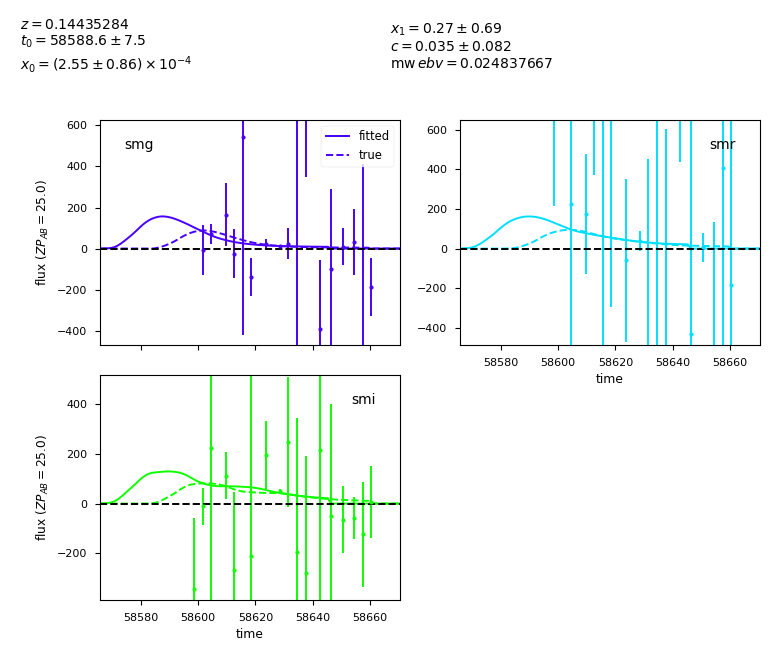 z = 0.14435284
t₀ = 58588.6 ± 7.5
x₀ = (2.55 ± 0.86) × 10⁻⁴
x₁ = 0.27 ± 0.69
c = 0.035 ± 0.082
mw ebv = 0.024837667
smg
fitted
true
600
400
200
0
−200
−400
flux (ZP_AB = 25.0)
smr
600
400
200
0
−200
−400
58580 58600 58620 58640 58660
time
smi
400
200
0
−200
flux (ZP_AB = 25.0)
58580 58600 58620 58640 58660
time